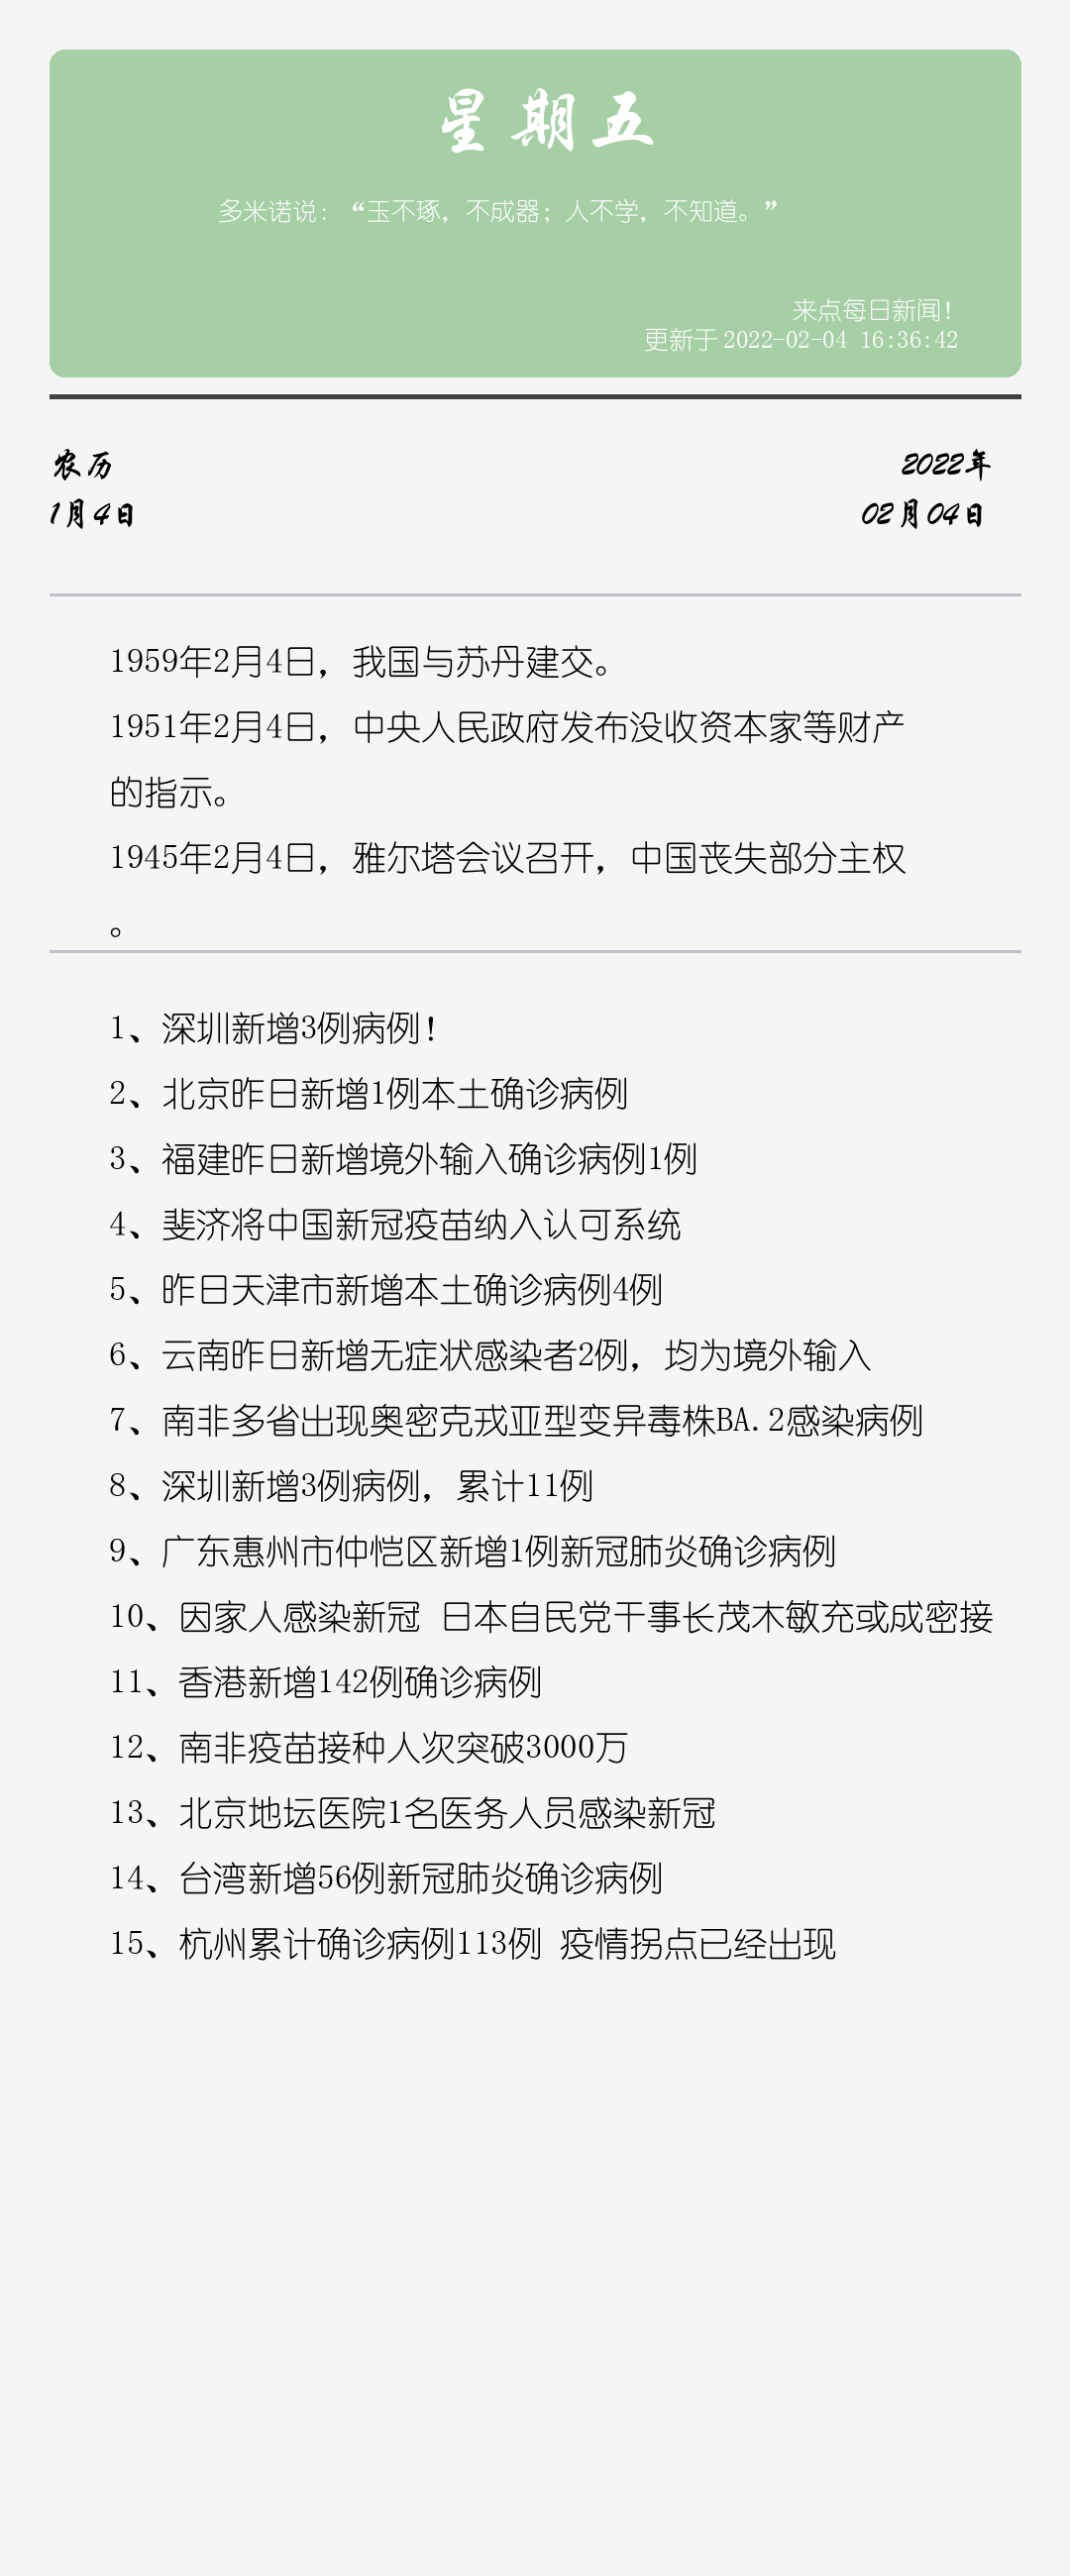 星期五
多米诺说：“玉不琢，不成器；人不学，不知道。”
来点每日新闻！
更新于 2022-02-04 16:36:42
农历
2022年
1月4日
02月04日
1959年2月4日，我国与苏丹建交。
1951年2月4日，中央人民政府发布没收资本家等财产
的指示。
1945年2月4日，雅尔塔会议召开，中国丧失部分主权
。
1、深圳新增3例病例！
2、北京昨日新增1例本土确诊病例
3、福建昨日新增境外输入确诊病例1例
4、斐济将中国新冠疫苗纳入认可系统
5、昨日天津市新增本土确诊病例4例
6、云南昨日新增无症状感染者2例，均为境外输入
7、南非多省出现奥密克戎亚型变异毒株BA.2感染病例
8、深圳新增3例病例，累计11例
9、广东惠州市仲恺区新增1例新冠肺炎确诊病例
10、因家人感染新冠 日本自民党干事长茂木敏充或成密接
11、香港新增142例确诊病例
12、南非疫苗接种人次突破3000万
13、北京地坛医院1名医务人员感染新冠
14、台湾新增56例新冠肺炎确诊病例
15、杭州累计确诊病例113例 疫情拐点已经出现